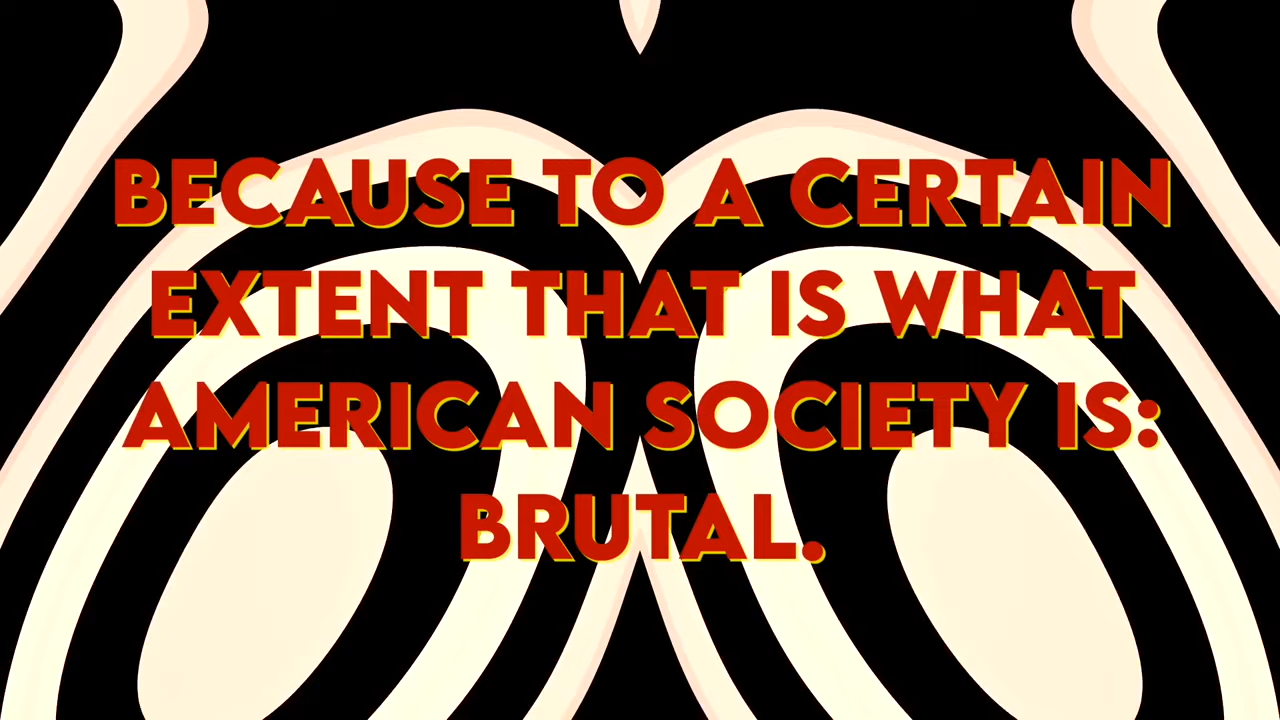 BECAUSE TO A CERTAIN
EXTENT THAT IS WHAT
AMERICAN SOCIETY IS:
BRUTAL.